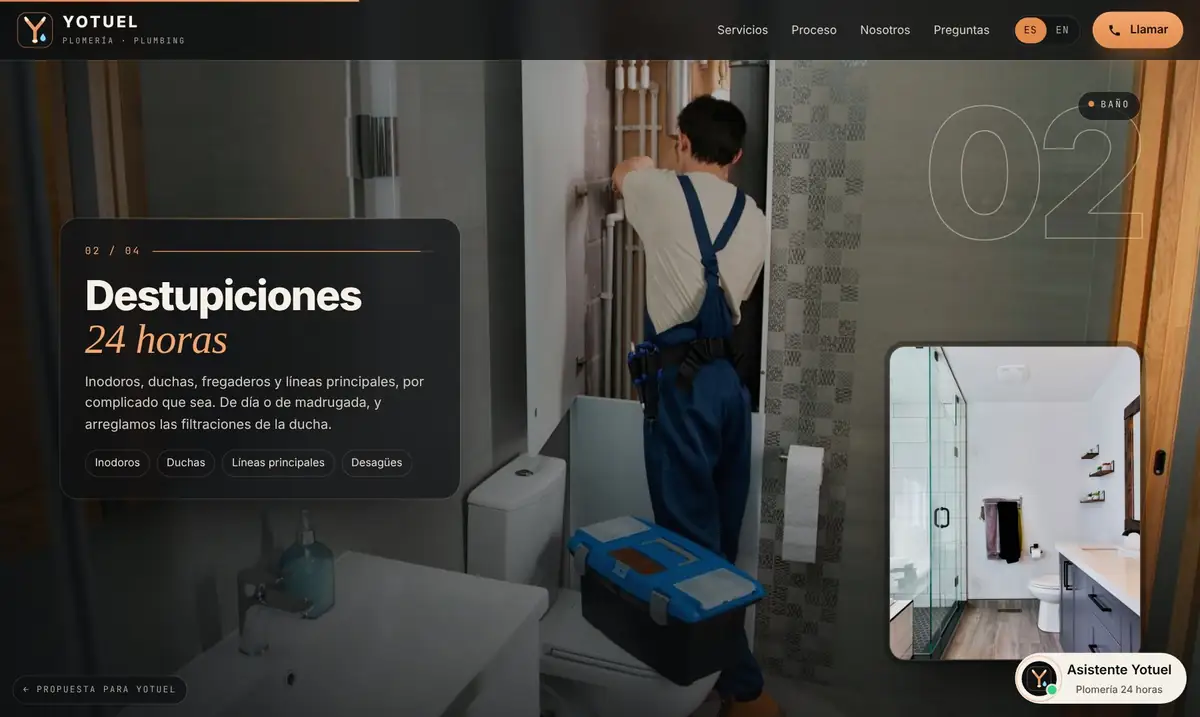 YOTUEL
PLOMERÍA · PLUMBING
Servicios
Proceso
Nosotros
Preguntas
ES
EN
Llamar
BAÑO
02
02 / 04
Destupiciones
24 horas
Inodoros, duchas, fregaderos y líneas principales, por
complicado que sea. De día o de madrugada, y
arreglamos las filtraciones de la ducha.
Inodoros
Duchas
Líneas principales
Desagües
← PROPUESTA PARA YOTUEL
Asistente Yotuel
Plomería 24 horas